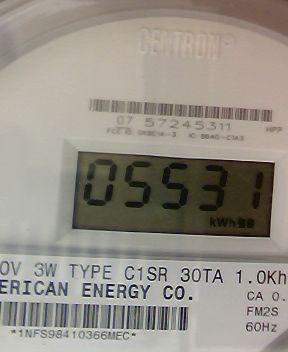 CENTRON
07 57245311
HPP
05531
kWh
0V 3W TYPE C1SR 30TA 1.0Kh
ERICAN ENERGY CO.
CA 0.
FM2S
60Hz
*1NFS98410366MEC*